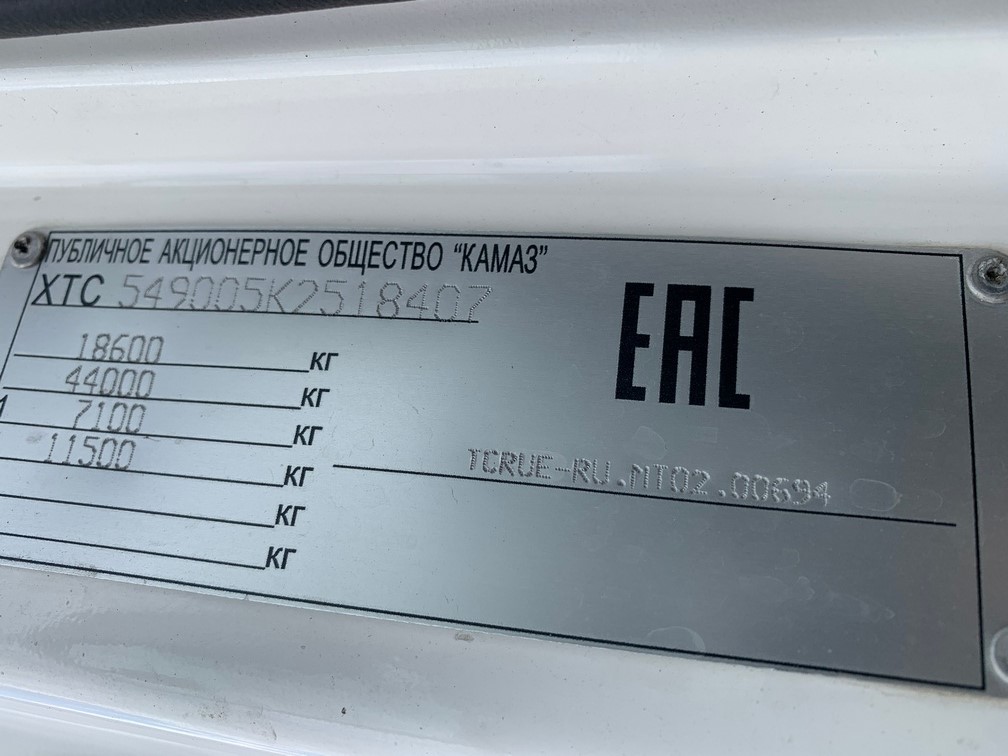 ПУБЛИЧНОЕ АКЦИОНЕРНОЕ ОБЩЕСТВО "КАМАЗ"
ХТС 549005K2518407
EAC
18600 КГ
44000 КГ
7100 КГ
11500 КГ
TCRUE-RU.MT02.00694
КГ
КГ